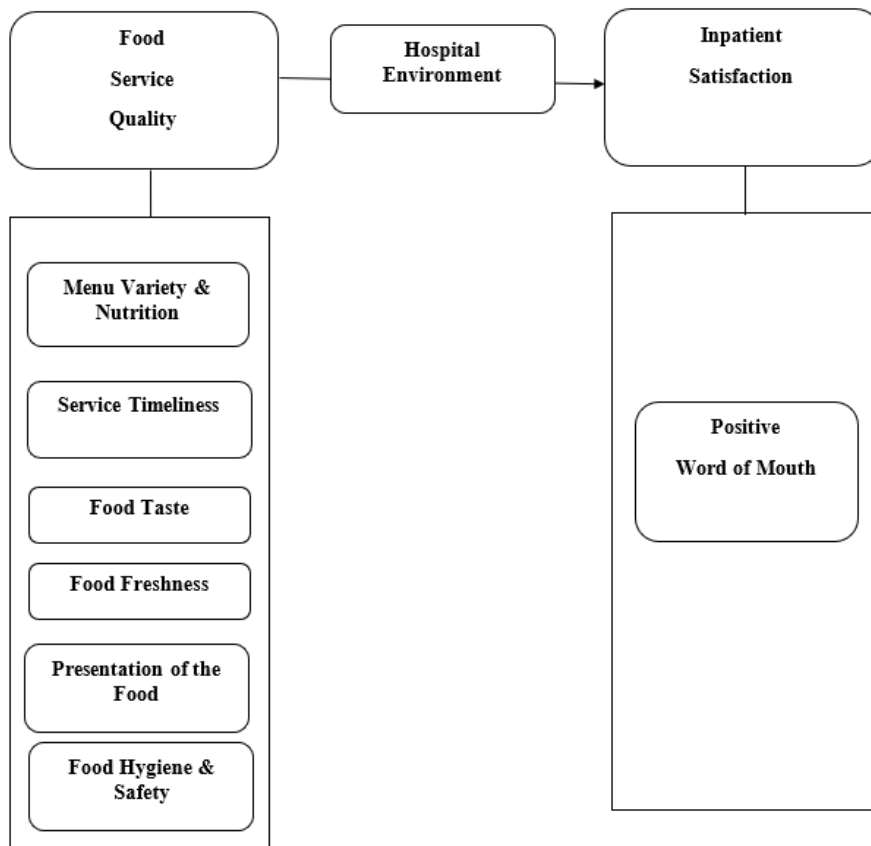 Food
Service
Quality
Hospital
Environment
Inpatient
Satisfaction
Menu Variety &
Nutrition
Service Timeliness
Food Taste
Food Freshness
Presentation of the
Food
Food Hygiene &
Safety
Positive
Word of Mouth